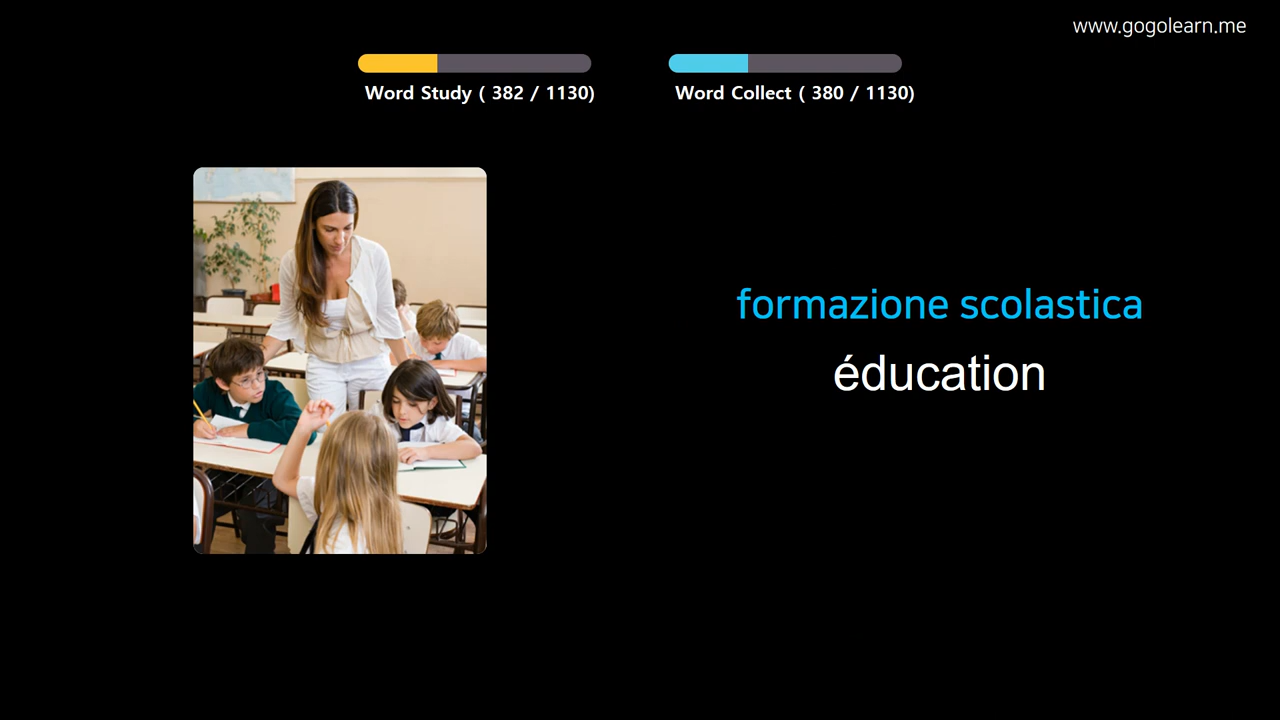 www.gogolearn.me
Word Study ( 382 / 1130)
Word Collect ( 380 / 1130)
formazione scolastica
éducation